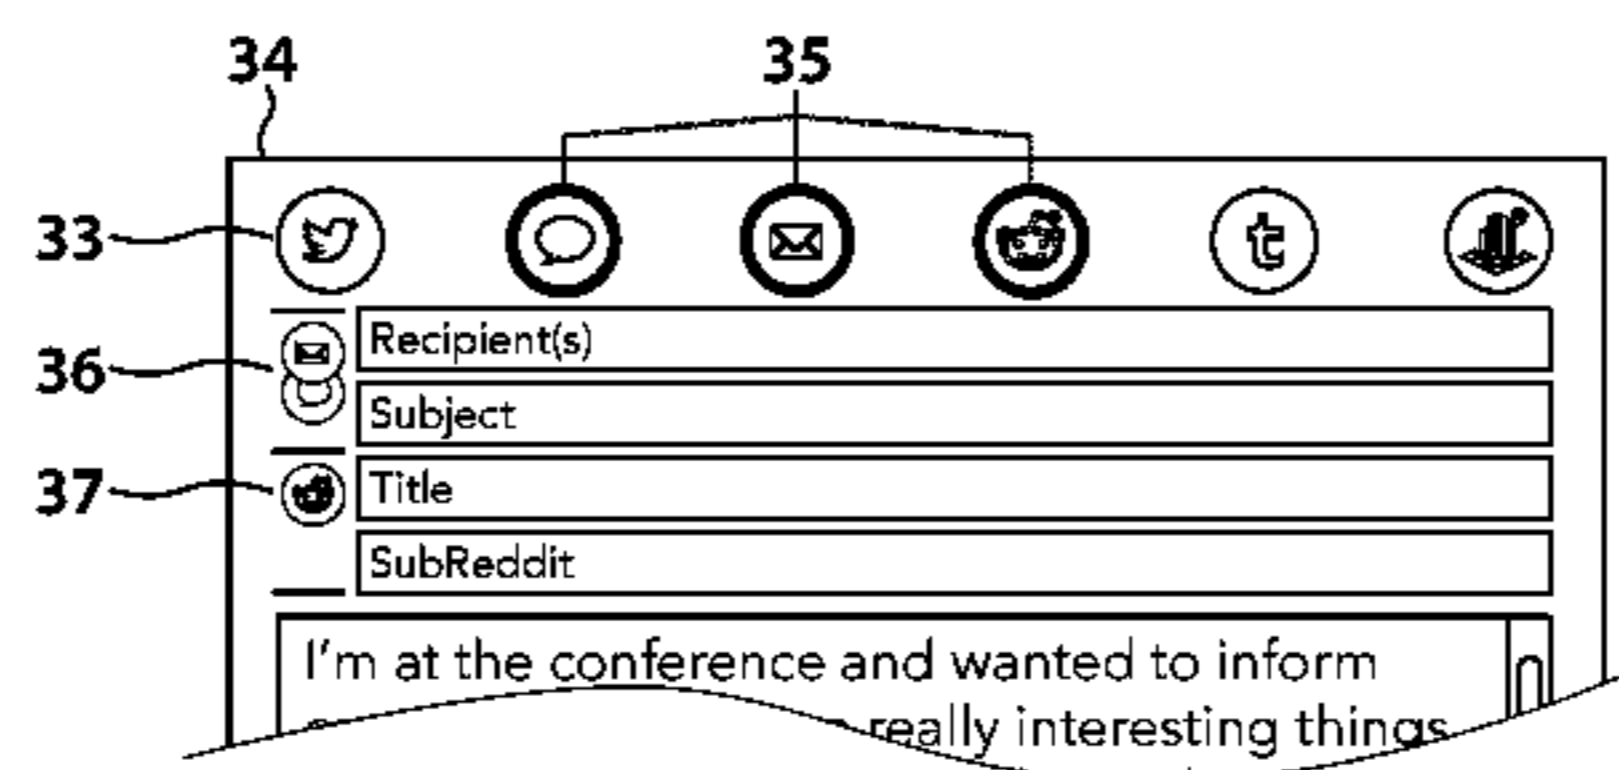 34 35
33
36 Recipient(s)
Subject
37 Title
SubReddit
I'm at the conference and wanted to inform
really interesting things